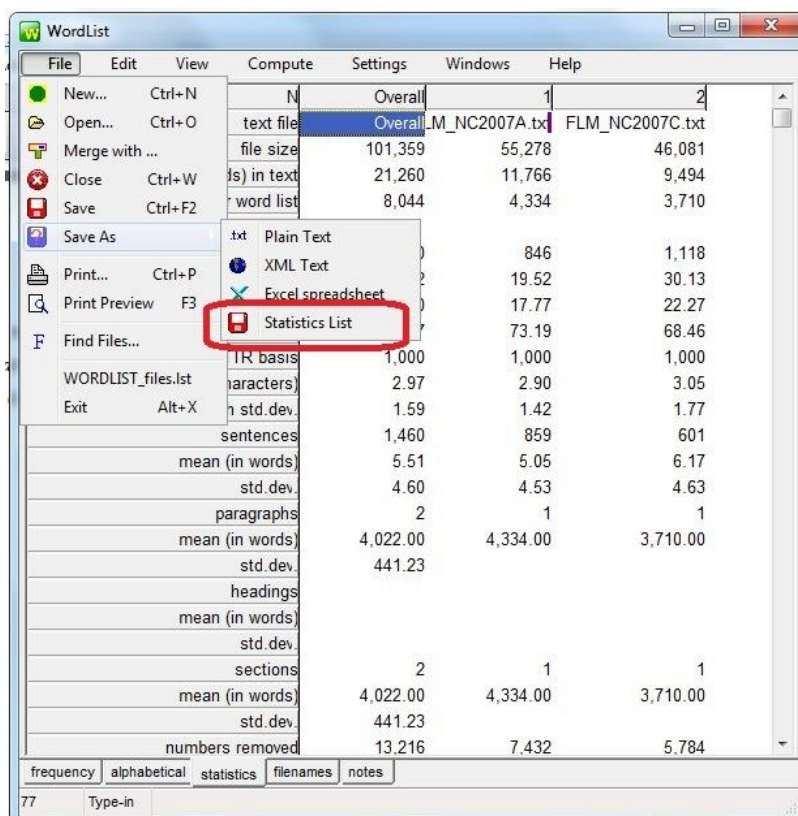 WordList
File Edit View Compute Settings Windows Help
New... Ctrl+N N Overall 1 2
Open... Ctrl+O text file Overall LM_NC2007A.txt FLM_NC2007C.txt
Merge with ... file size 101,359 55,278 46,081
Close Ctrl+W ds) in text 21,260 11,766 9,494
Save Ctrl+F2 word list 8,044 4,334 3,710
Save As .txt Plain Text
846 1,118
XML Text
Print... Ctrl+P 19.52 30.13
Excel spreadsheet
Print Preview F3 17.77 22.27
Statistics List 73.19 68.46
F Find Files...
TR basis 1,000 1,000 1,000
WORDLIST_files.lst haracters) 2.97 2.90 3.05
Exit Alt+X h std.dev. 1.59 1.42 1.77
sentences 1,460 859 601
mean (in words) 5.51 5.05 6.17
std.dev. 4.60 4.53 4.63
paragraphs 2 1 1
mean (in words) 4,022.00 4,334.00 3,710.00
std.dev. 441.23
headings
mean (in words)
std.dev.
sections 2 1 1
mean (in words) 4,022.00 4,334.00 3,710.00
std.dev. 441.23
numbers removed 13,216 7,432 5,784
frequency alphabetical statistics filenames notes
77 Type-in